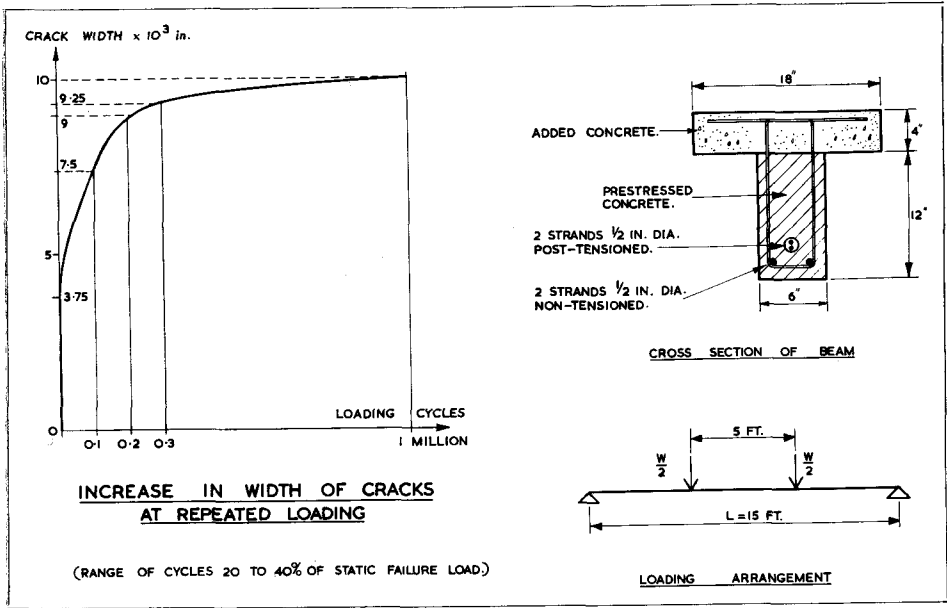 CRACK WIDTH x 10³ in.
10
9·25
9
7·5
5
3·75
0
LOADING CYCLES
0·1 0·2 0·3 1 MILLION
INCREASE IN WIDTH OF CRACKS
AT REPEATED LOADING
(RANGE OF CYCLES 20 TO 40% OF STATIC FAILURE LOAD.)
18"
ADDED CONCRETE.
4"
PRESTRESSED
CONCRETE.
12"
2 STRANDS 1/2 IN. DIA.
POST-TENSIONED.
2 STRANDS 1/2 IN. DIA.
NON-TENSIONED.
6"
CROSS SECTION OF BEAM
5 FT.
W/2 W/2
L = 15 FT.
LOADING ARRANGEMENT